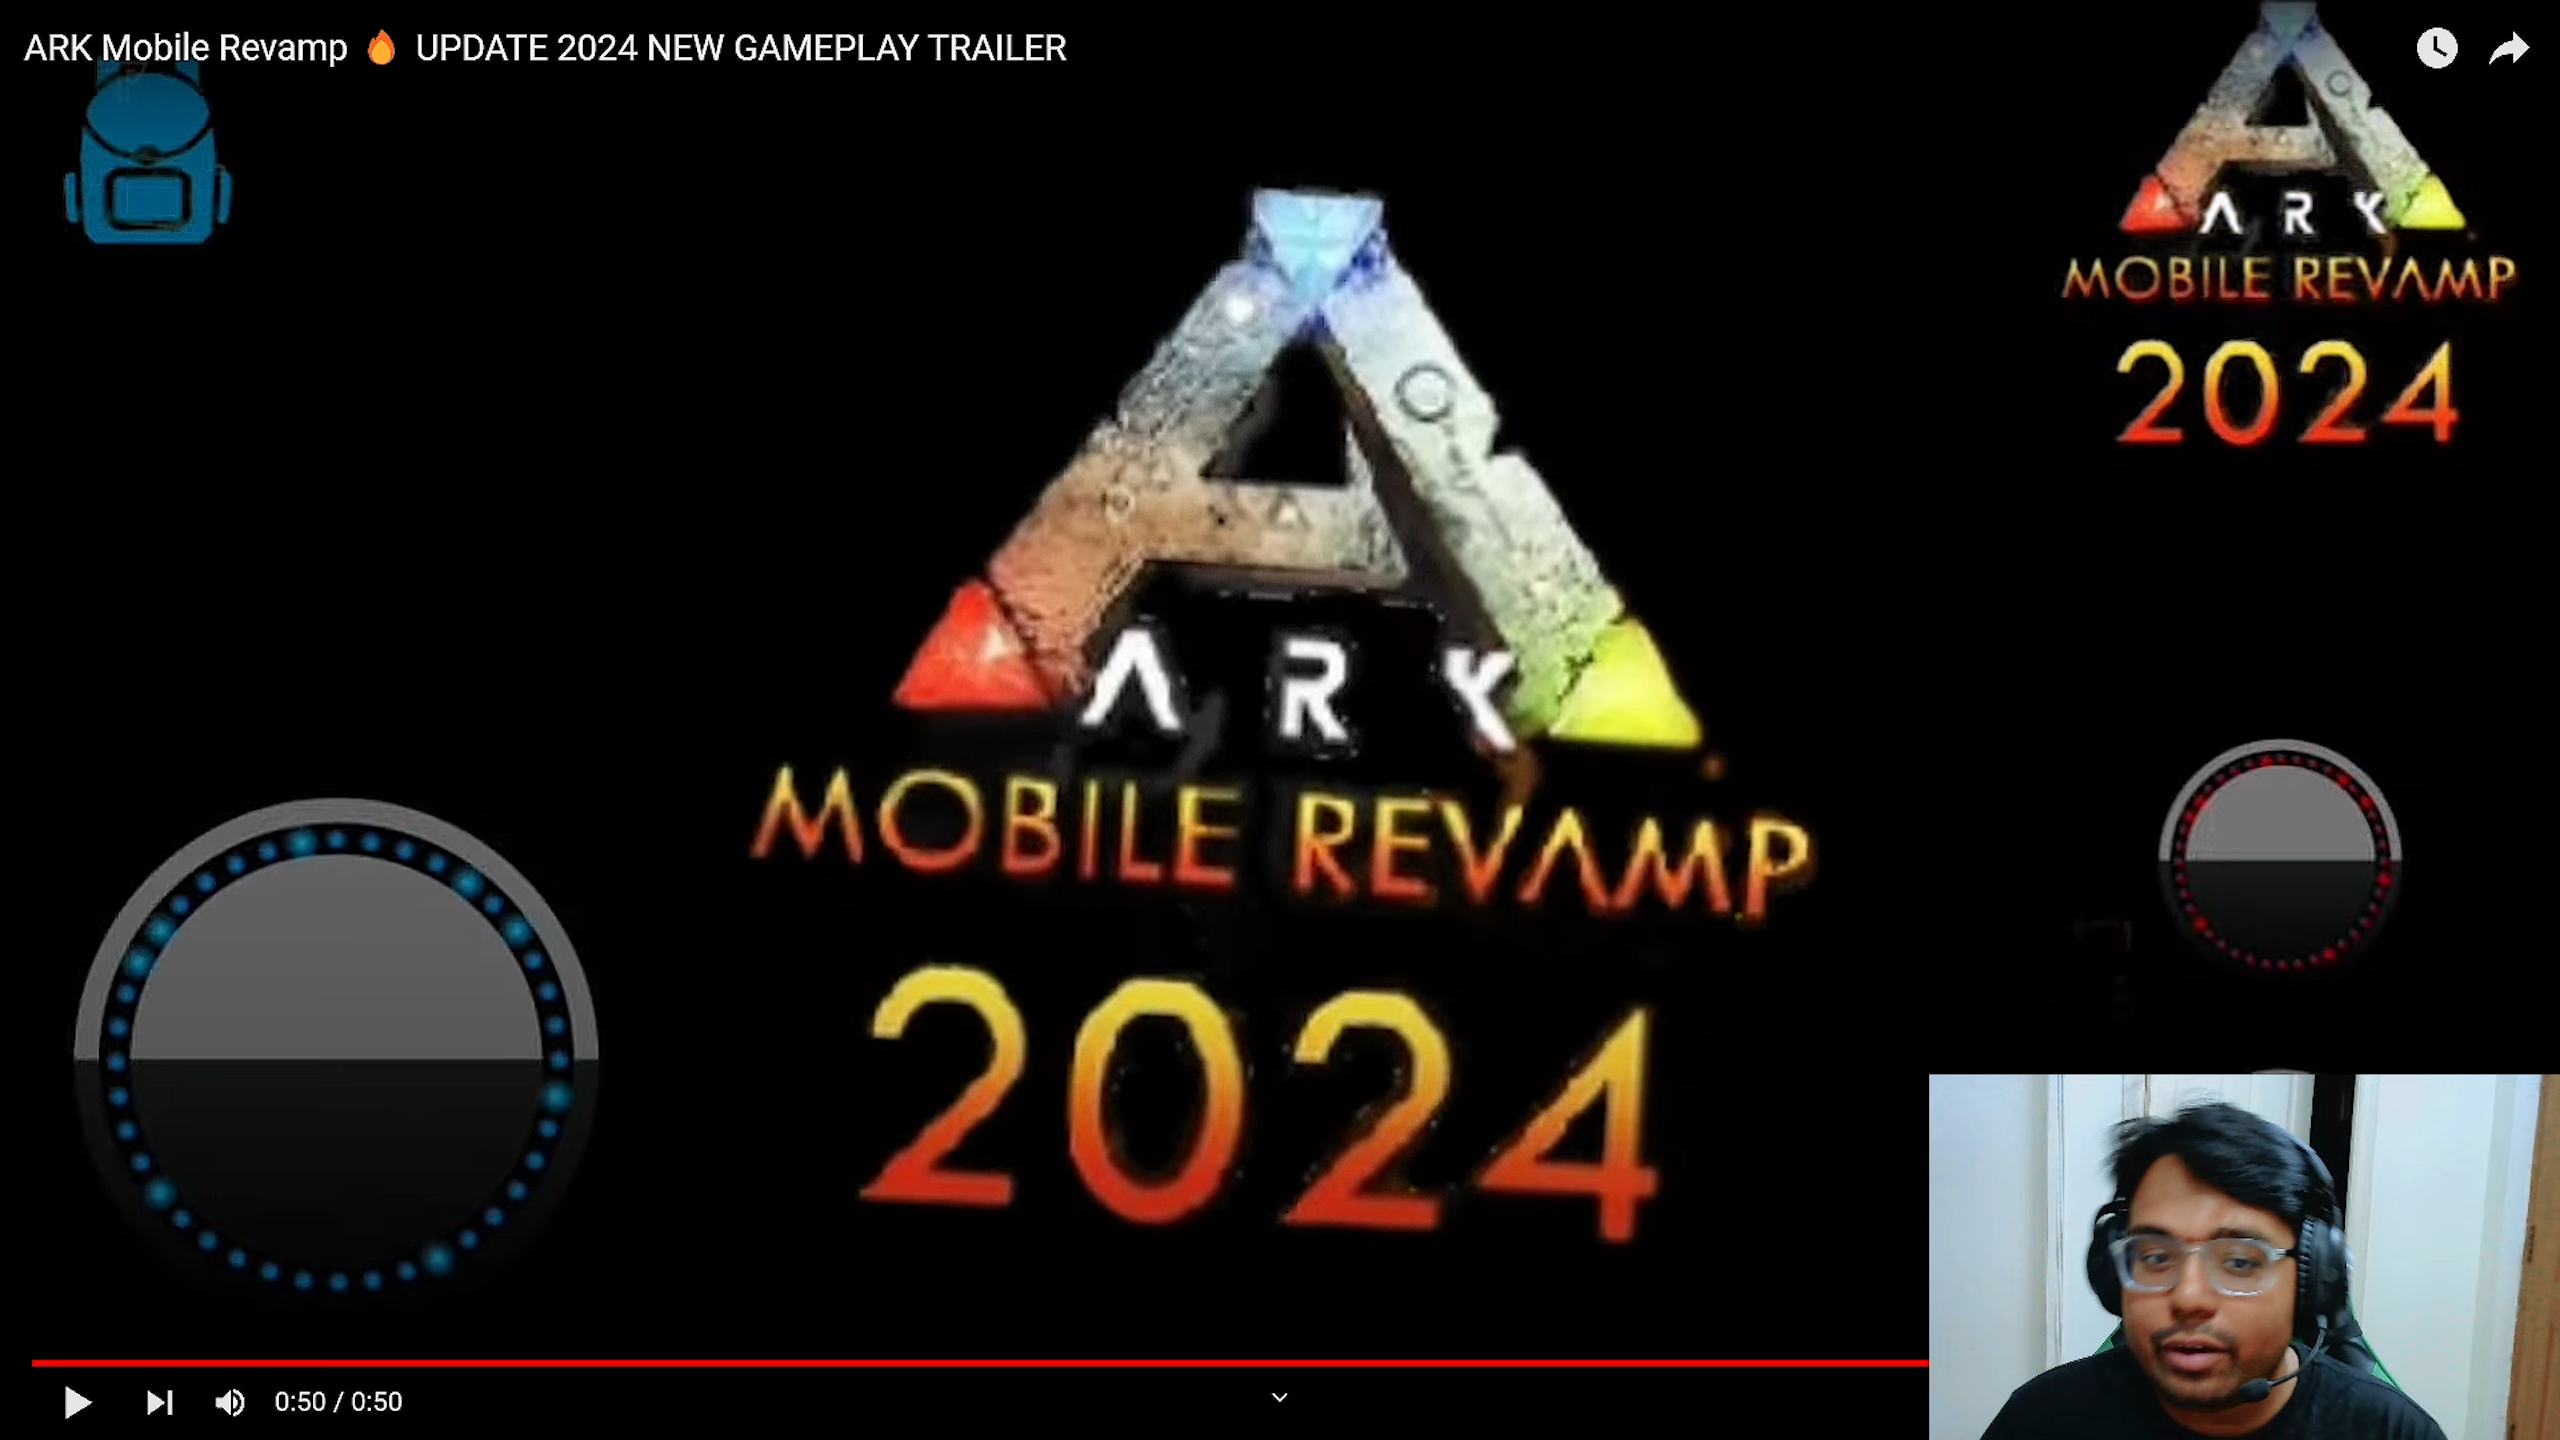 ARK Mobile Revamp 🔥 UPDATE 2024 NEW GAMEPLAY TRAILER
ARK
MOBILE REVAMP
2024
ARK
MOBILE REVAMP
2024
0:50 / 0:50